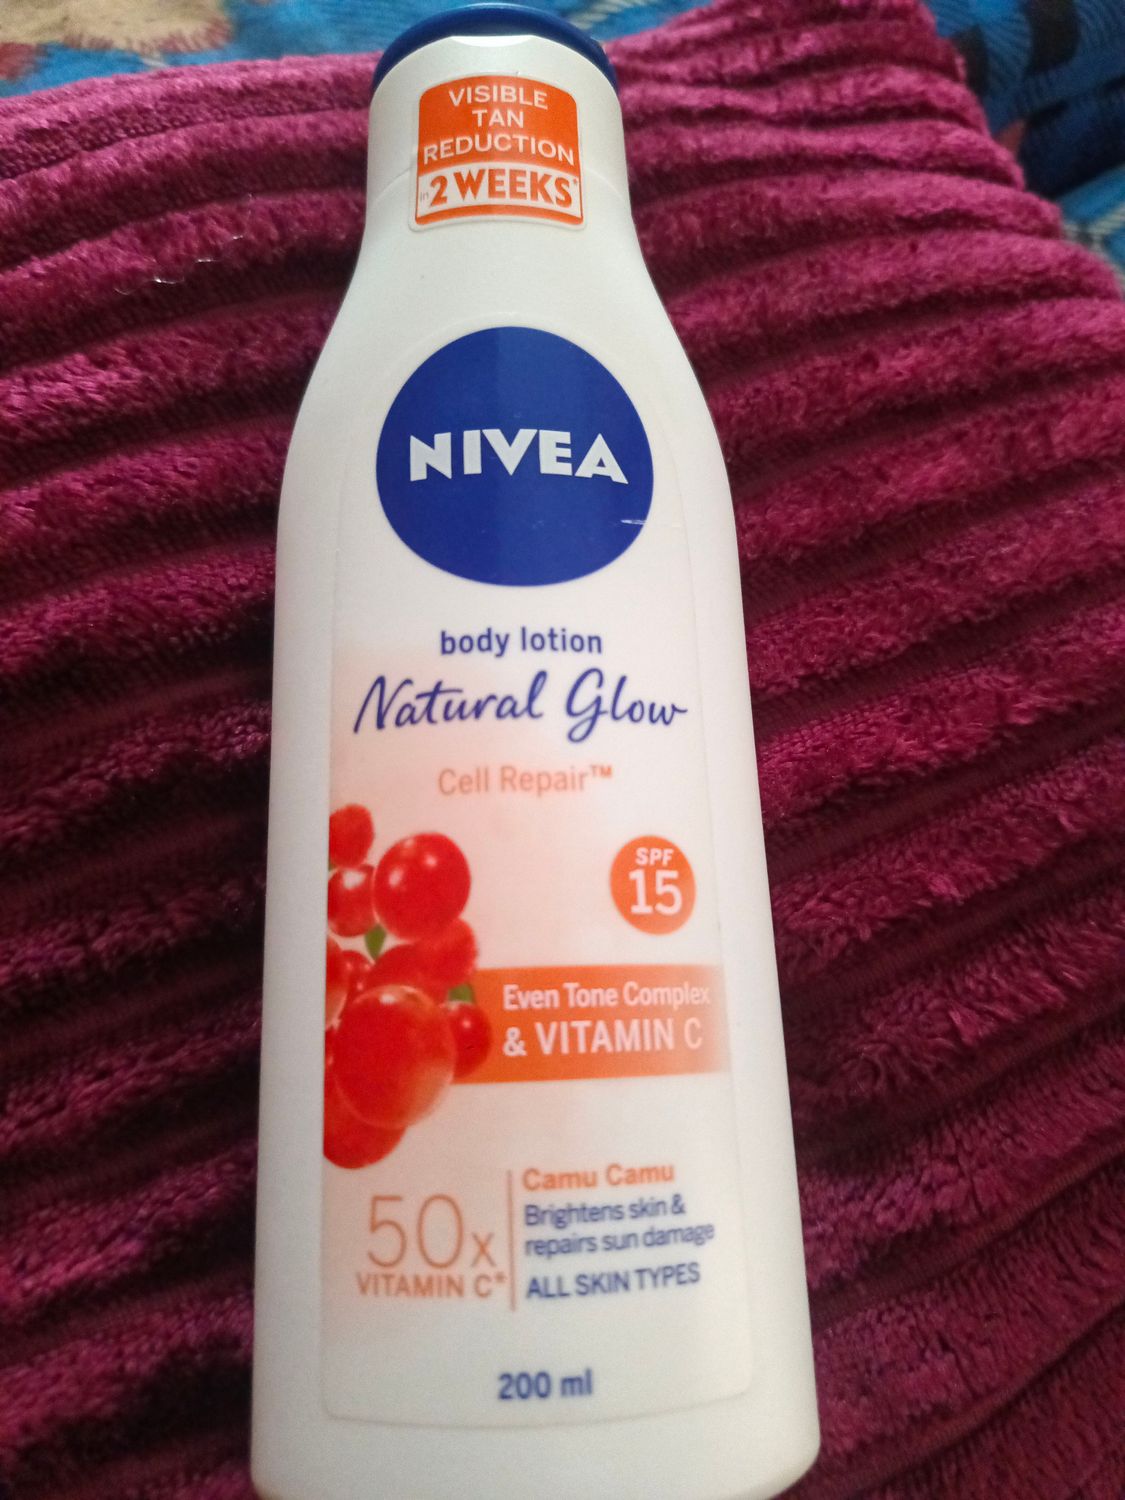 VISIBLE
TAN
REDUCTION
in 2 WEEKS*
NIVEA
body lotion
Natural Glow
Cell Repair™
SPF
15
Even Tone Complex
& VITAMIN C
50x
VITAMIN C*
Camu Camu
Brightens skin &
repairs sun damage
ALL SKIN TYPES
200 ml